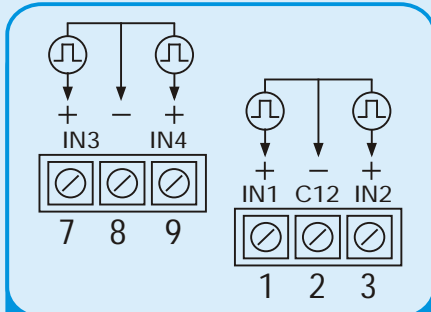 + − +
IN3 IN4
7 8 9
+ − +
IN1 C12 IN2
1 2 3